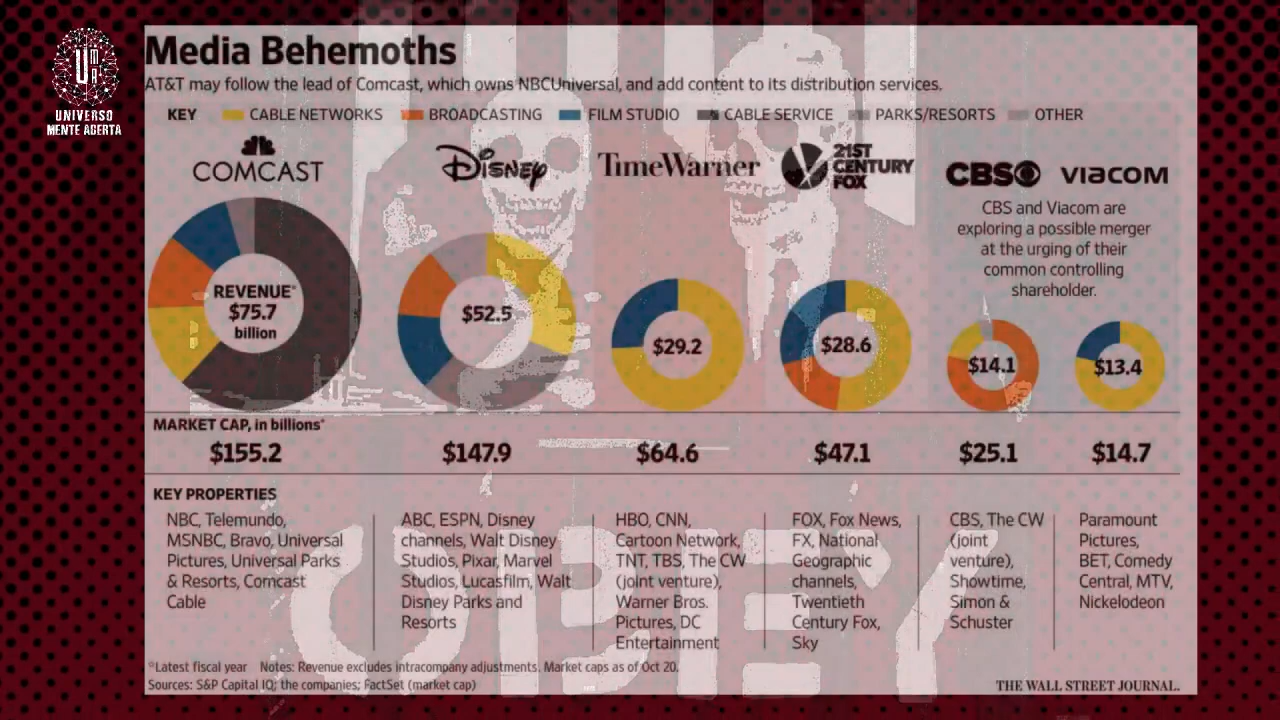 UMA
UNIVERSO
MENTE ABERTA
Media Behemoths
AT&T may follow the lead of Comcast, which owns NBCUniversal, and add content to its distribution services.
KEY CABLE NETWORKS BROADCASTING FILM STUDIO CABLE SERVICE PARKS/RESORTS OTHER
COMCAST
DISNEY
TimeWarner
21ST
CENTURY
FOX
CBS
VIACOM
CBS and Viacom are
exploring a possible merger
at the urging of their
common controlling
shareholder.
REVENUE*
$75.7
billion
$52.5
$29.2
$28.6
$14.1
$13.4
MARKET CAP, in billions*
$155.2 $147.9 $64.6 $47.1 $25.1 $14.7
KEY PROPERTIES
NBC, Telemundo,
MSNBC, Bravo, Universal
Pictures, Universal Parks
& Resorts, Comcast
Cable
ABC, ESPN, Disney
channels, Walt Disney
Studios, Pixar, Marvel
Studios, Lucasfilm, Walt
Disney Parks and
Resorts
HBO, CNN,
Cartoon Network,
TNT, TBS, The CW
(joint venture),
Warner Bros.
Pictures, DC
Entertainment
FOX, Fox News,
FX, National
Geographic
channels,
Twentieth
Century Fox,
Sky
CBS, The CW
(joint
venture),
Showtime,
Simon &
Schuster
Paramount
Pictures,
BET, Comedy
Central, MTV,
Nickelodeon
OBEY
*Latest fiscal year Notes: Revenue excludes intracompany adjustments. Market caps as of Oct 20.
Sources: S&P Capital IQ; the companies; FactSet (market cap)
THE WALL STREET JOURNAL.